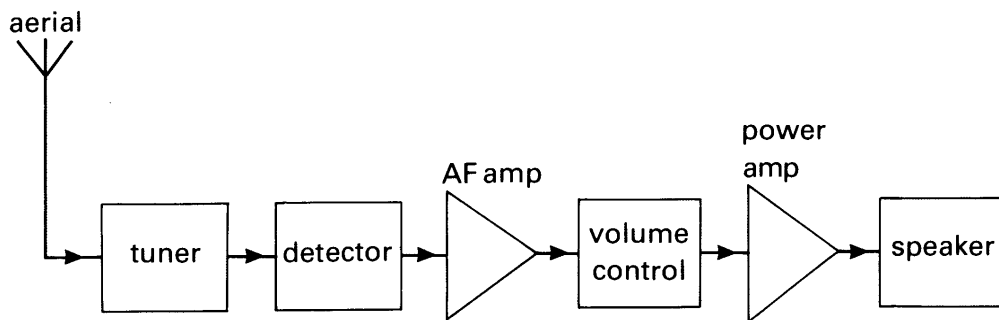 aerial
tuner
detector
AF amp
volume
control
power
amp
speaker